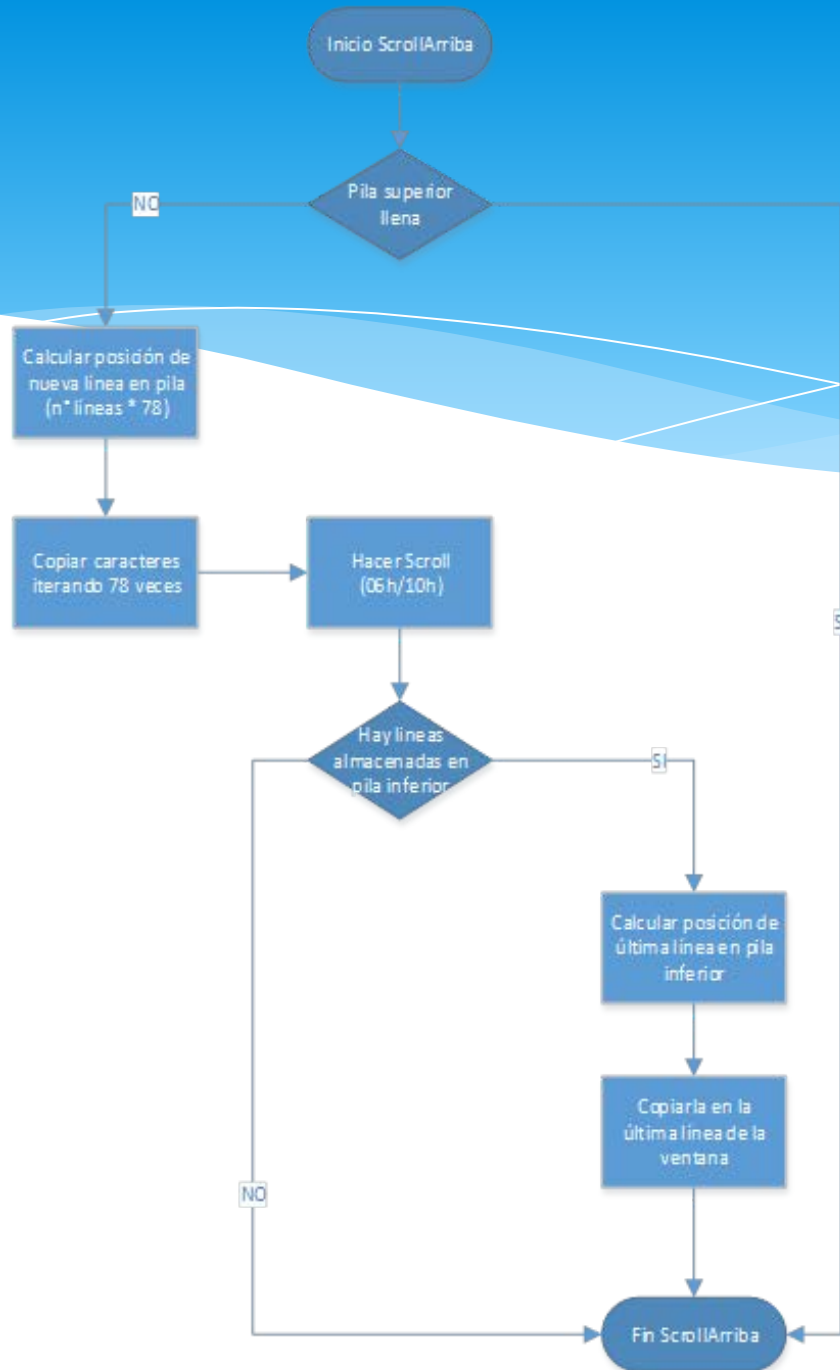 Inicio ScrollArriba
Pila superior
llena
NO
Calcular posición de
nueva línea en pila
(n° líneas * 78)
Copiar caracteres
iterando 78 veces
Hacer Scroll
(06h/10h)
Hay lineas
almacenadas en
pila inferior
SI
Calcular posición de
última línea en pila
inferior
Copiarla en la
última línea de la
ventana
NO
Fin ScrollArriba